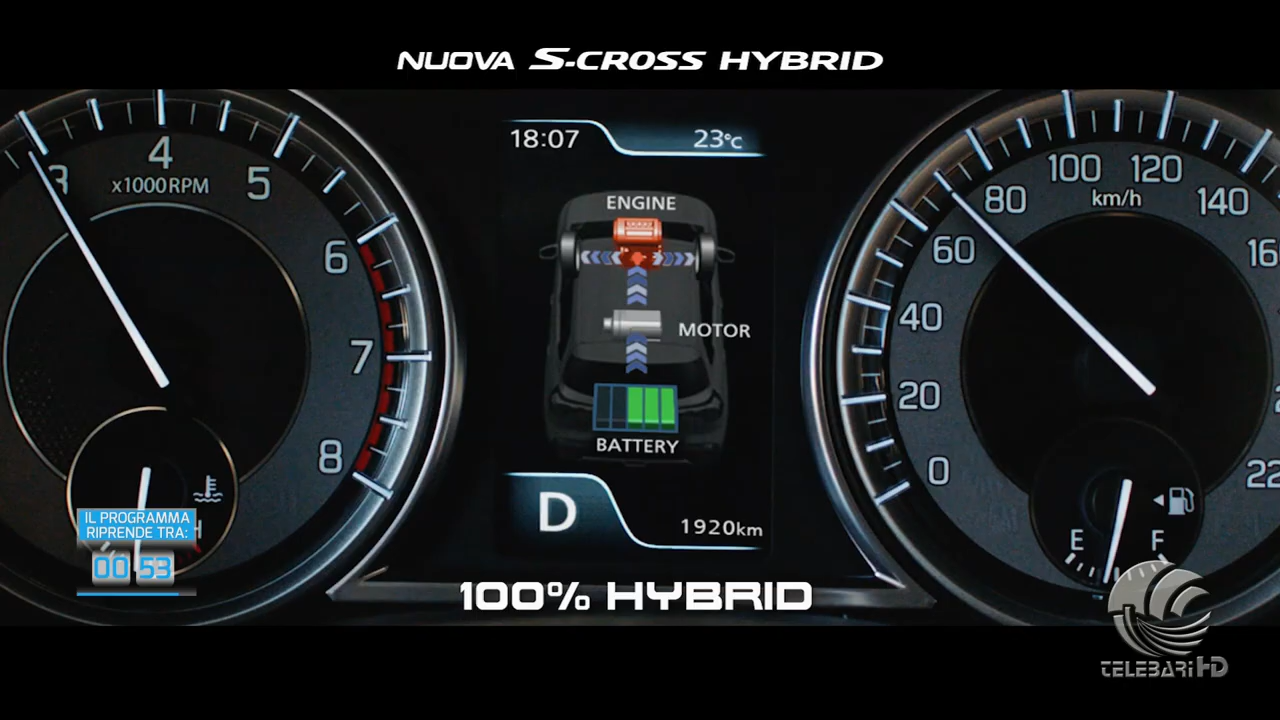 NUOVA S-CROSS HYBRID
18:07 23°C
3 4 5 6 7 8
x1000RPM
ENGINE
MOTOR
BATTERY
D
1920km
0 20 40 60 80 100 120 140
km/h
H
E F
IL PROGRAMMA
RIPRENDE TRA:
00 53
100% HYBRID
TELEBARI HD